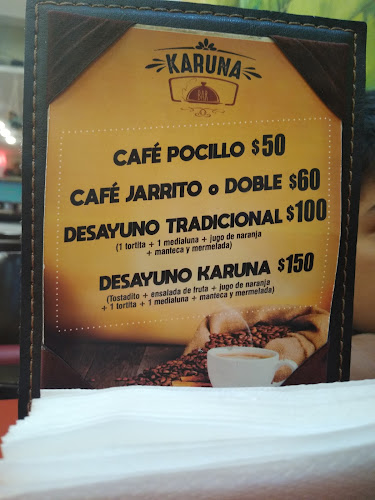 KARUNA
BAR
CAFÉ POCILLO $50
CAFÉ JARRITO o DOBLE $60
DESAYUNO TRADICIONAL $100
(1 tortita + 1 medialuna + jugo de naranja
+ manteca y mermelada)
DESAYUNO KARUNA $150
(Tostadito + ensalada de fruta + jugo de naranja
+ 1 tortita + 1 medialuna + manteca y mermelada)